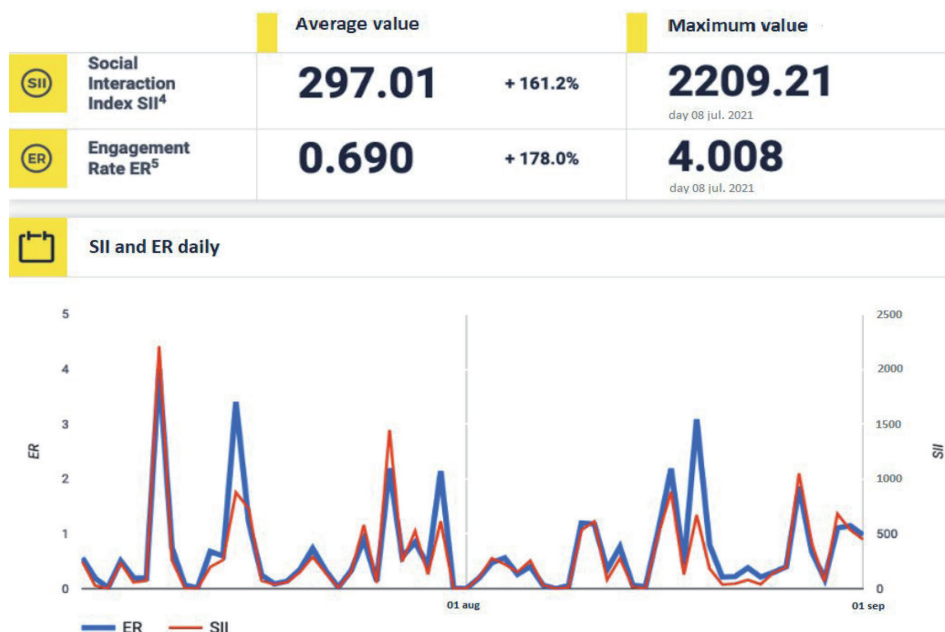 Average value
Maximum value
SII
Social
Interaction
Index SII⁴
297.01
+ 161.2%
2209.21
day 08 jul. 2021
ER
Engagement
Rate ER⁵
0.690
+ 178.0%
4.008
day 08 jul. 2021
SII and ER daily
5
4
3
2
1
0
ER
2500
2000
1500
1000
500
0
SII
01 aug
01 sep
ER
SII